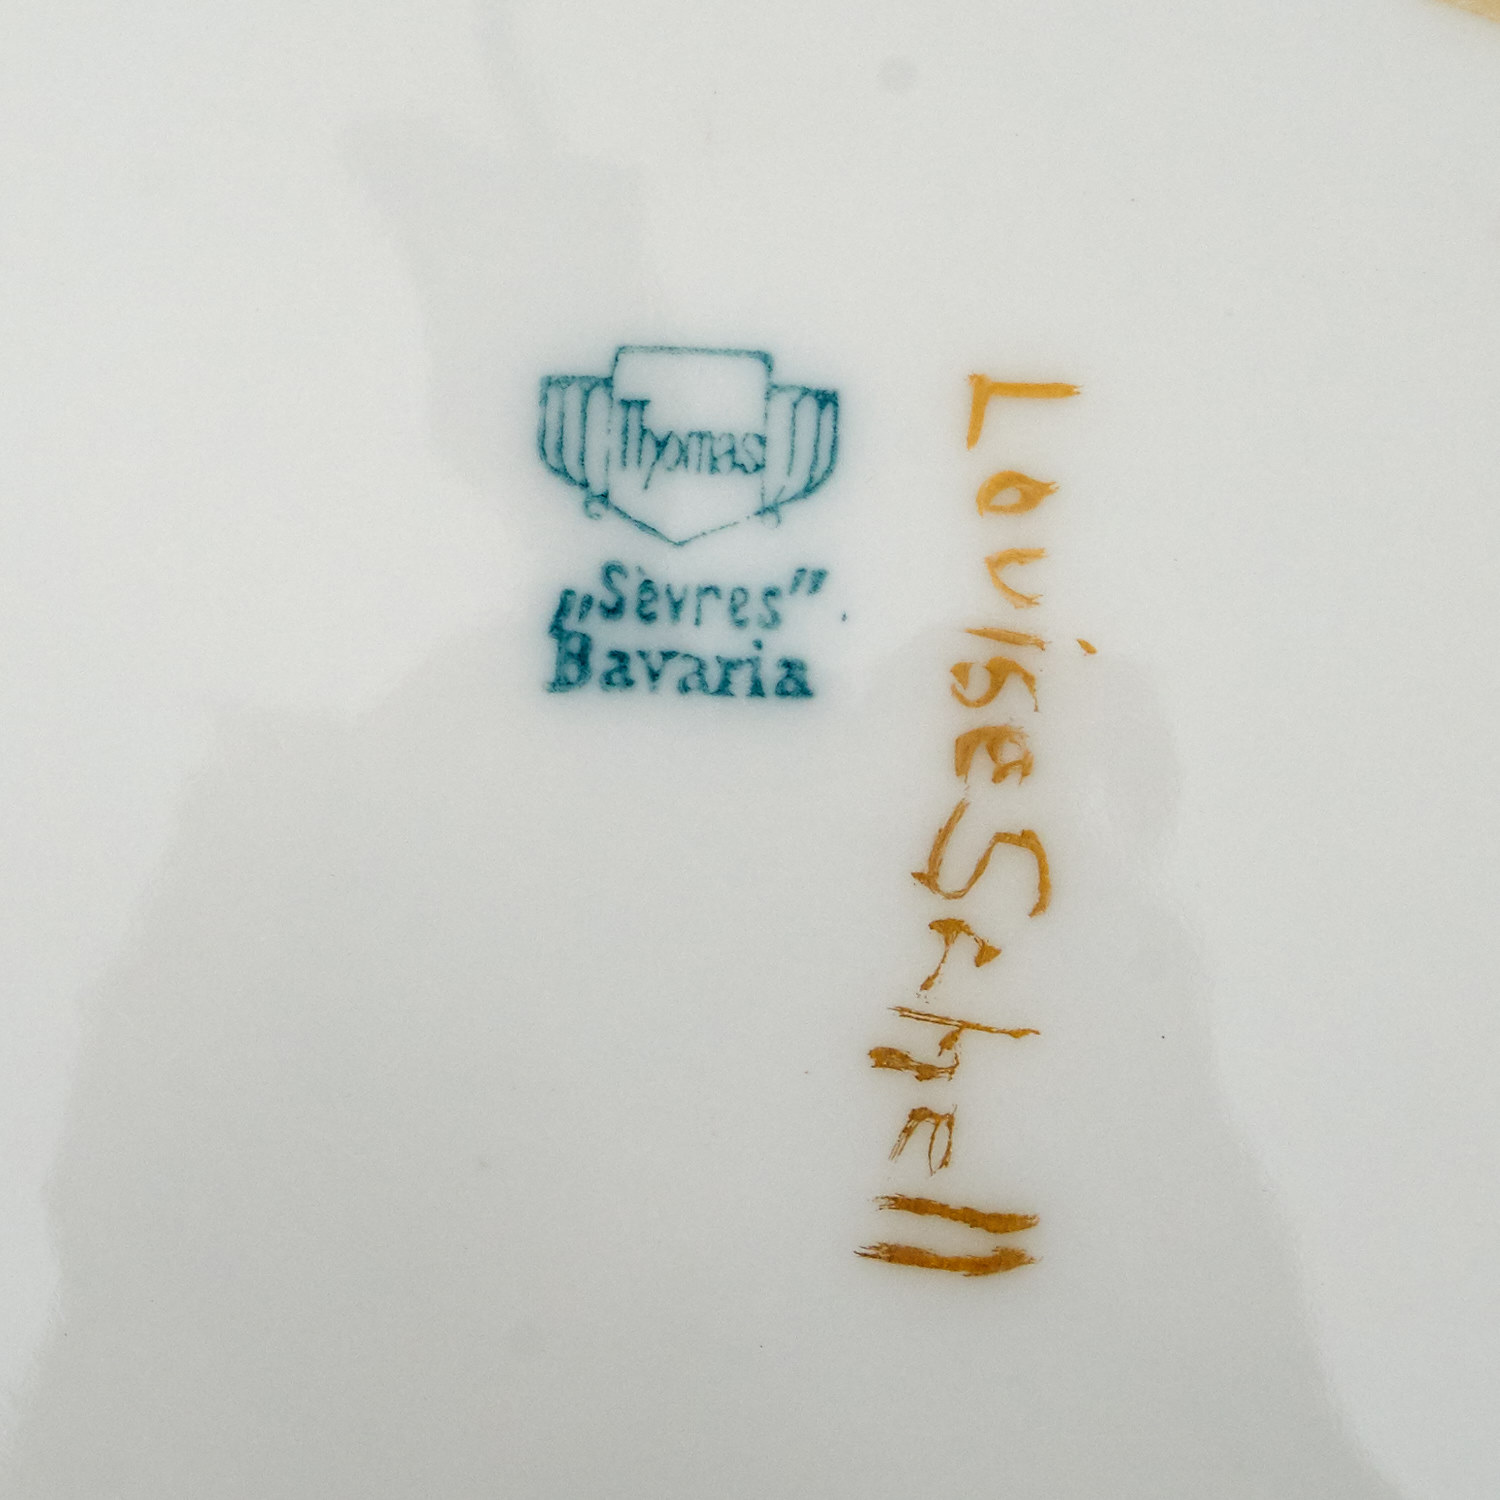 Thomas
„Sèvres”
Bavaria
Louise Schell